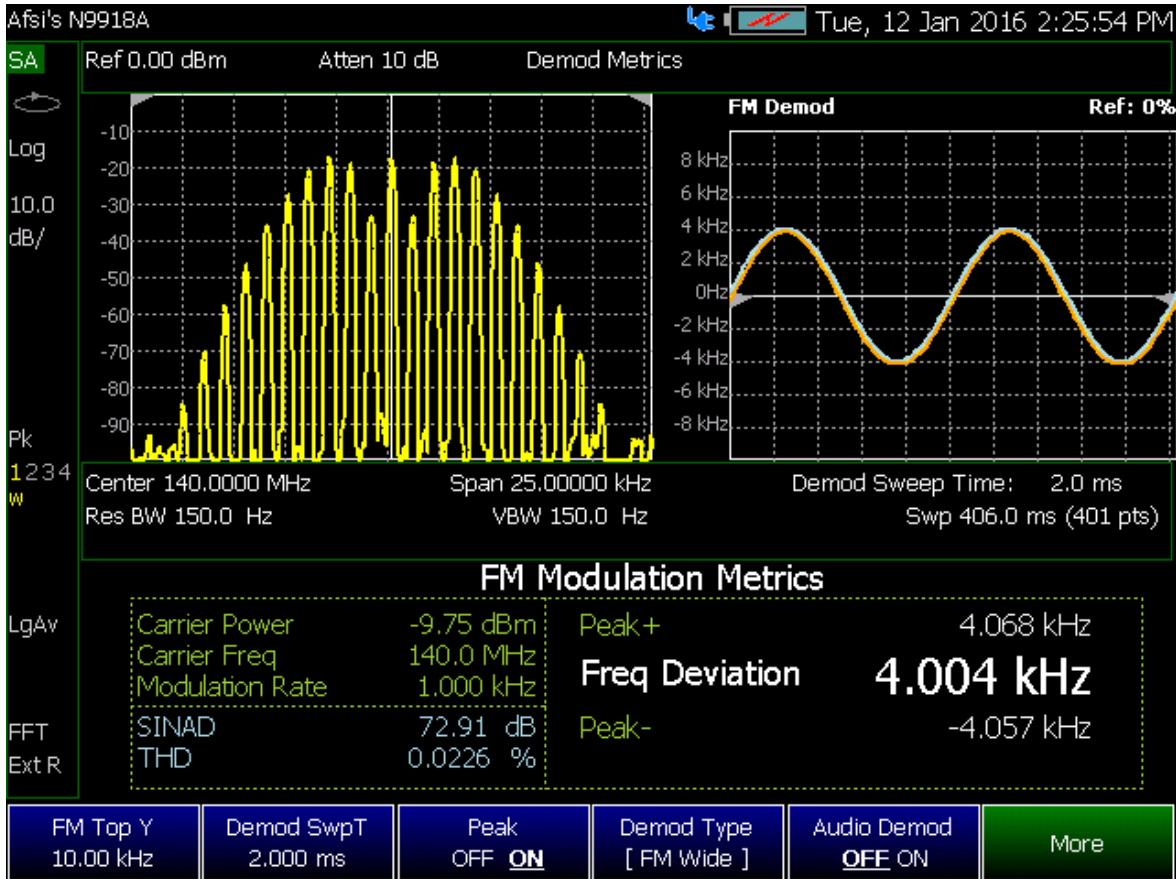 Afsi's N9918A
Tue, 12 Jan 2016 2:25:54 PM
SA
Ref 0.00 dBm Atten 10 dB Demod Metrics
Log
10.0
dB/
Pk
1234
W
LgAv
FFT
Ext R
-10
-20
-30
-40
-50
-60
-70
-80
-90
FM Demod Ref: 0%
8 kHz
6 kHz
4 kHz
2 kHz
0Hz
-2 kHz
-4 kHz
-6 kHz
-8 kHz
Center 140.0000 MHz Span 25.00000 kHz Demod Sweep Time: 2.0 ms
Res BW 150.0 Hz VBW 150.0 Hz Swp 406.0 ms (401 pts)
FM Modulation Metrics
Carrier Power -9.75 dBm
Carrier Freq 140.0 MHz
Modulation Rate 1.000 kHz
SINAD 72.91 dB
THD 0.0226 %
Peak+ 4.068 kHz
Freq Deviation 4.004 kHz
Peak- -4.057 kHz
FM Top Y
10.00 kHz
Demod SwpT
2.000 ms
Peak
OFF ON
Demod Type
[ FM Wide ]
Audio Demod
OFF ON
More